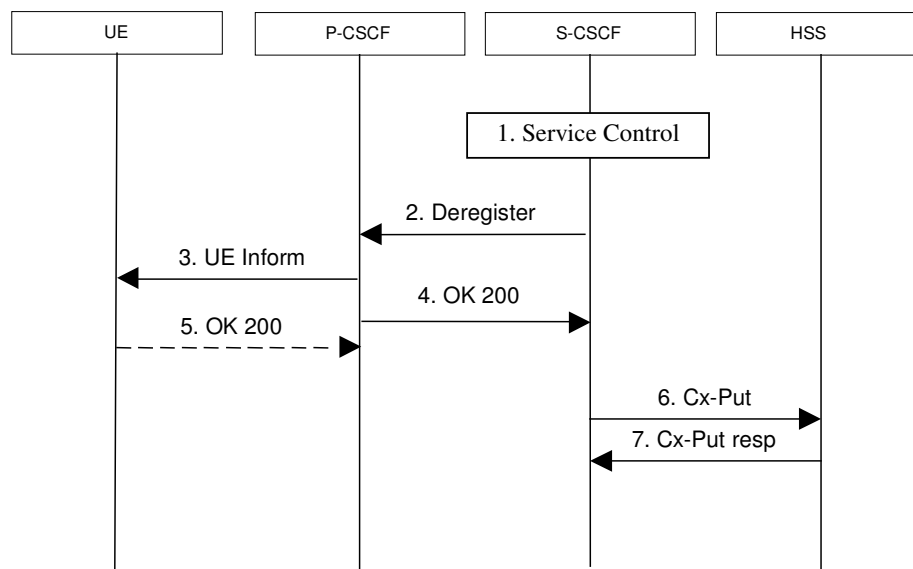 UE
P-CSCF
S-CSCF
HSS
1. Service Control
2. Deregister
3. UE Inform
4. OK 200
5. OK 200
6. Cx-Put
7. Cx-Put resp